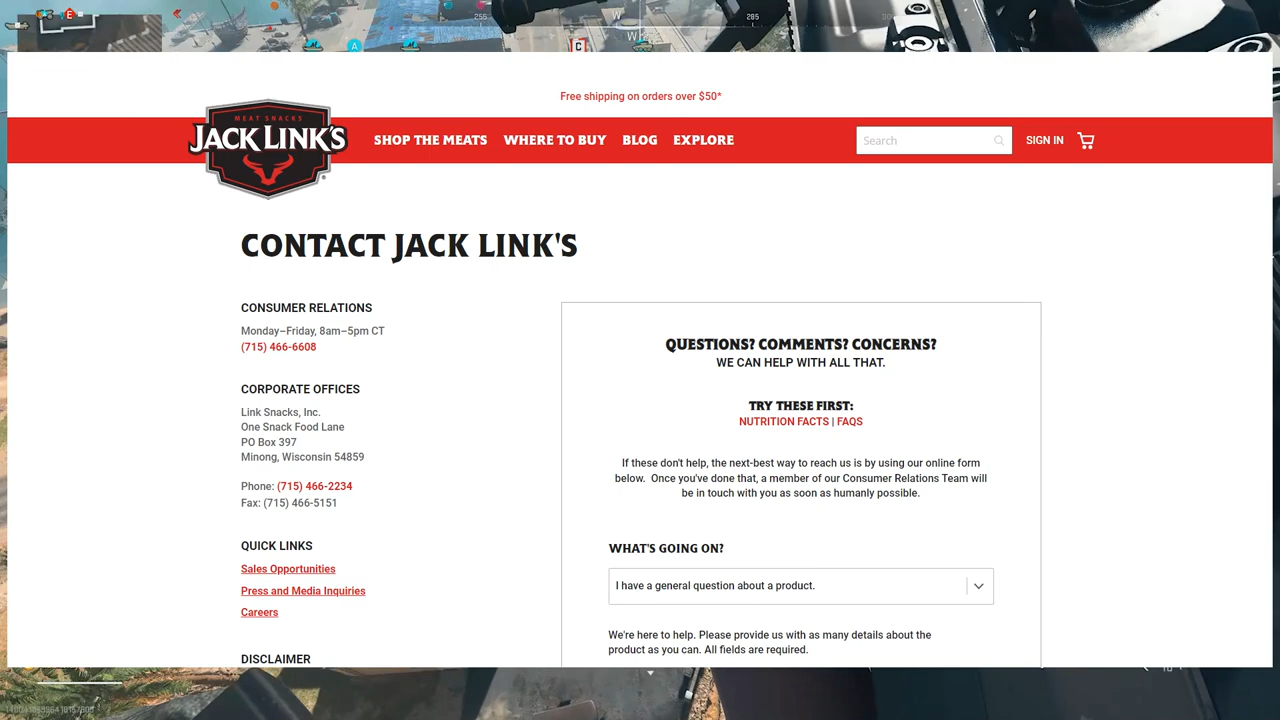 E
255
W
285
A
C
W
Free shipping on orders over $50*
MEAT SNACKS
JACK LINK'S
®
SHOP THE MEATS
WHERE TO BUY
BLOG
EXPLORE
Search
SIGN IN
CONTACT JACK LINK'S
CONSUMER RELATIONS
Monday–Friday, 8am–5pm CT
(715) 466-6608
CORPORATE OFFICES
Link Snacks, Inc.
One Snack Food Lane
PO Box 397
Minong, Wisconsin 54859
Phone: (715) 466-2234
Fax: (715) 466-5151
QUICK LINKS
Sales Opportunities
Press and Media Inquiries
Careers
DISCLAIMER
QUESTIONS? COMMENTS? CONCERNS?
WE CAN HELP WITH ALL THAT.
TRY THESE FIRST:
NUTRITION FACTS | FAQS
If these don't help, the next-best way to reach us is by using our online form
below.  Once you've done that, a member of our Consumer Relations Team will
be in touch with you as soon as humanly possible.
WHAT'S GOING ON?
I have a general question about a product.
We're here to help. Please provide us with as many details about the
product as you can. All fields are required.